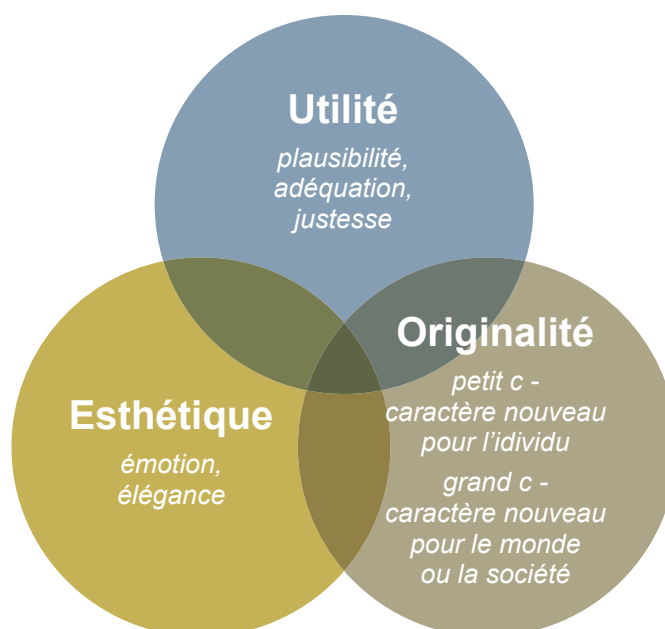 Utilité
plausibilité,
adéquation,
justesse
Originalité
petit c -
caractère nouveau
pour l'idividu
grand c -
caractère nouveau
pour le monde
ou la société
Esthétique
émotion,
élégance